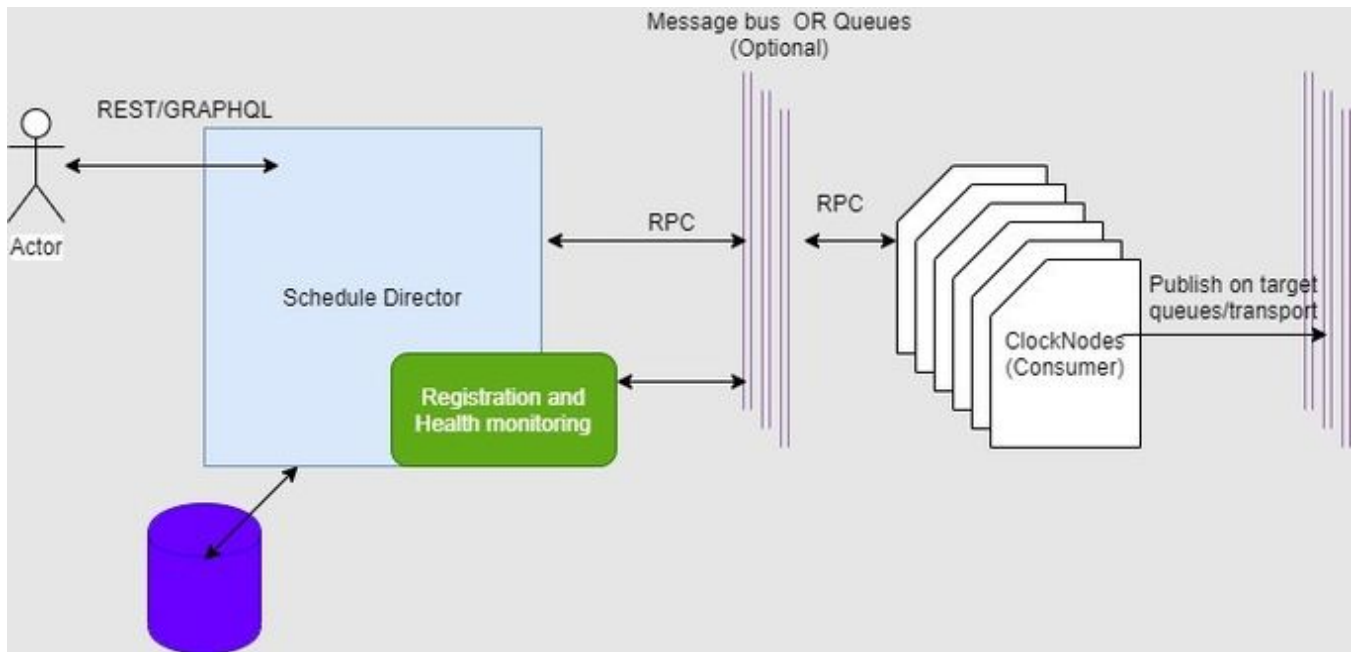 Message bus  OR Queues
(Optional)
REST/GRAPHQL
Actor
RPC
RPC
Schedule Director
Publish on target
queues/transport
ClockNodes
(Consumer)
Registration and
Health monitoring